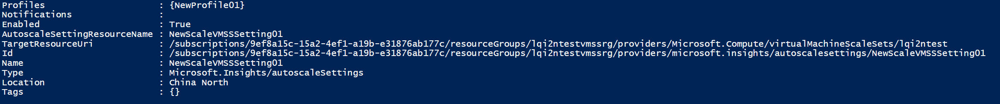 Profiles : {NewProfile01}
Notifications :
Enabled : True
AutoscaleSettingResourceName : NewScaleVMSSSetting01
TargetResourceUri : /subscriptions/9ef8a15c-15a2-4ef1-a19b-e31876ab177c/resourceGroups/lqi2ntestvmssrg/providers/Microsoft.Compute/virtualMachineScaleSets/lqi2ntest
Id : /subscriptions/9ef8a15c-15a2-4ef1-a19b-e31876ab177c/resourceGroups/lqi2ntestvmssrg/providers/microsoft.insights/autoscalesettings/NewScaleVMSSSetting01
Name : NewScaleVMSSSetting01
Type : Microsoft.Insights/autoscaleSettings
Location : China North
Tags : {}